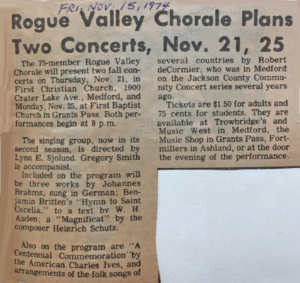 FRI, NOV. 15, 1974
Rogue Valley Chorale Plans
Two Concerts, Nov. 21, 25
The 75-member Rogue Valley
Chorale will present two fall con-
certs on Thursday, Nov. 21, in
First Christian Church, 1900
Crater Lake Ave., Medford, and
Monday, Nov. 25, at First Baptist
Church in Grants Pass. Both per-
formances begin at 8 p.m.
The singing group, now in its
second season, is directed by
Lynn E. Sjolund. Gregory Smith
is accompanist.
Included on the program will
be three works by Johannes
Brahms, sung in German; Ben-
jamin Britten's "Hymn to Saint
Cecelia," to a text by W. H.
Auden; a "Magnificat" by the
composer Heinrich Schutz.
Also on the program are "A
Centennial Commemoration" by
the American Charles Ives, and
arrangements of the folk songs of
several countries by Robert
deCormier, who was in Medford
on the Jackson County Commu-
nity Concert series several years
ago.
Tickets are $1.50 for adults and
75 cents for students. They are
available at Trowbridge's and
Music West in Medford, the
Music Shop in Grants Pass, Fort-
millers in Ashland, or at the door
the evening of the performance.